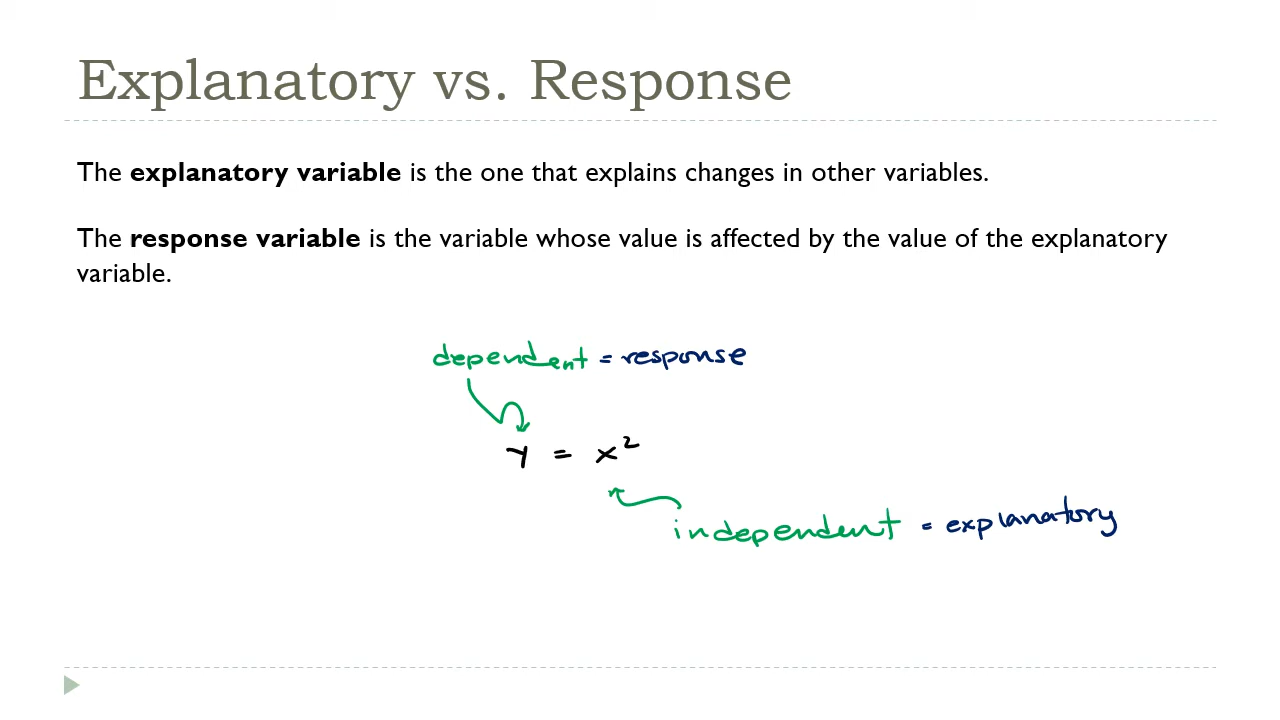 Explanatory vs. Response
The explanatory variable is the one that explains changes in other variables.
The response variable is the variable whose value is affected by the value of the explanatory
variable.
dependent = response
y = x²
independent = explanatory